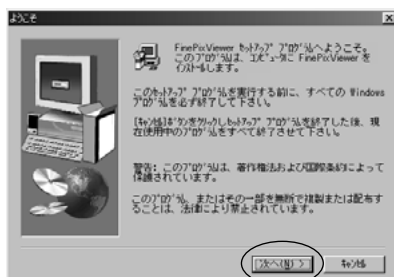 ようこそ
FinePixViewer ｾｯﾄｱｯﾌﾟ ﾌﾟﾛｸﾞﾗﾑへようこそ。
このﾌﾟﾛｸﾞﾗﾑは、ｺﾝﾋﾟｭｰﾀに FinePixViewer を
ｲﾝｽﾄｰﾙします。
このｾｯﾄｱｯﾌﾟ ﾌﾟﾛｸﾞﾗﾑを実行する前に、すべての Windows
ﾌﾟﾛｸﾞﾗﾑを必ず終了して下さい。
[ｷｬﾝｾﾙ]ﾎﾞﾀﾝをｸﾘｯｸしｾｯﾄｱｯﾌﾟ ﾌﾟﾛｸﾞﾗﾑを終了した後、現
在使用中のﾌﾟﾛｸﾞﾗﾑをすべて終了させて下さい。
警告: このﾌﾟﾛｸﾞﾗﾑは、著作権法および国際条約によって
保護されています。
このﾌﾟﾛｸﾞﾗﾑ、またはその一部を無断で複製または配布す
ることは、法律により禁止されています。
次へ(N) >
ｷｬﾝｾﾙ